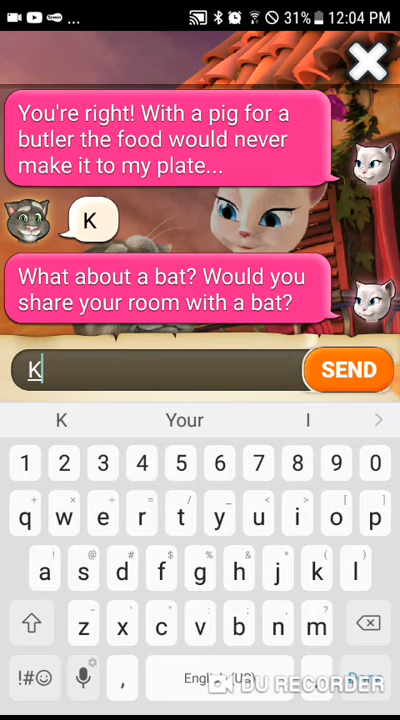 ... 31% 12:04 PM
You're right! With a pig for a
butler the food would never
make it to my plate...
K
What about a bat? Would you
share your room with a bat?
K SEND
K Your I >
1 2 3 4 5 6 7 8 9 0
+ × ÷ = / _ < > [ ]
q w e r t y u i o p
! @ # $ % ^ & * ( )
a s d f g h j k l
- ' " : ; , ?
z x c v b n m
!#☺ , English(US) . Done
DU RECORDER